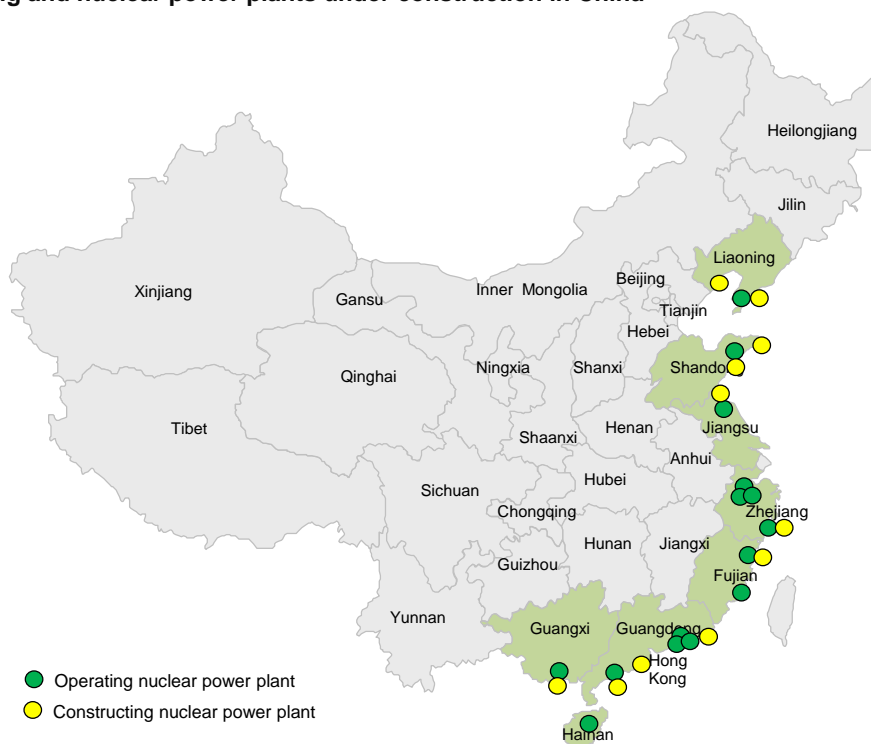 g and nuclear power plants under construction in China
Heilongjiang
Jilin
Liaoning
Beijing
Inner Mongolia
Xinjiang
Gansu
Tianjin
Hebei
Ningxia
Shanxi
Shandong
Qinghai
Tibet
Henan
Jiangsu
Shaanxi
Anhui
Hubei
Sichuan
Chongqing
Zhejiang
Hunan
Jiangxi
Guizhou
Fujian
Yunnan
Guangxi
Guangdong
Hong
Kong
Operating nuclear power plant
Constructing nuclear power plant
Hainan